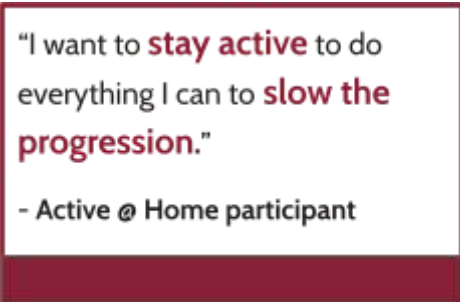 “I want to stay active to do
everything I can to slow the
progression.”
- Active @ Home participant